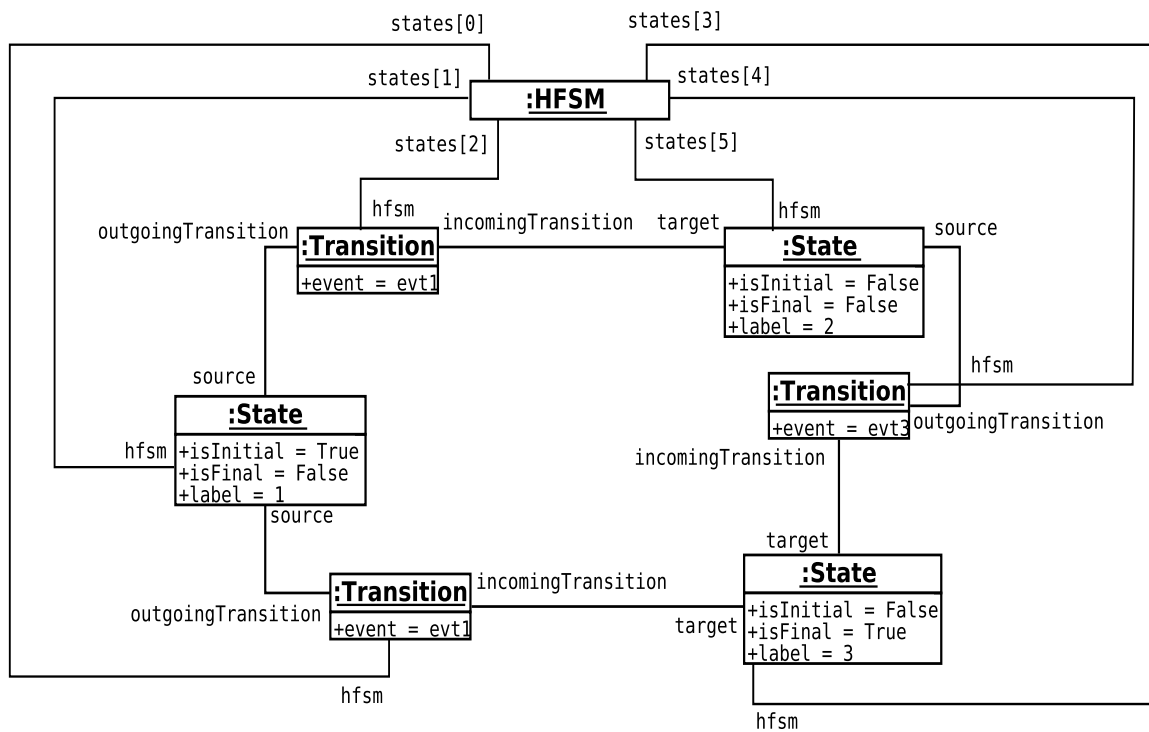 states[0]
states[3]
states[1]
states[4]
:HFSM
states[2]
states[5]
hfsm
hfsm
outgoingTransition
incomingTransition
target
source
:Transition
:State
+event = evt1
+isInitial = False
+isFinal = False
+label = 2
source
hfsm
:Transition
:State
outgoingTransition
+event = evt3
hfsm
+isInitial = True
+isFinal = False
+label = 1
incomingTransition
source
target
:State
:Transition
incomingTransition
outgoingTransition
+isInitial = False
+event = evt1
target
+isFinal = True
+label = 3
hfsm
hfsm